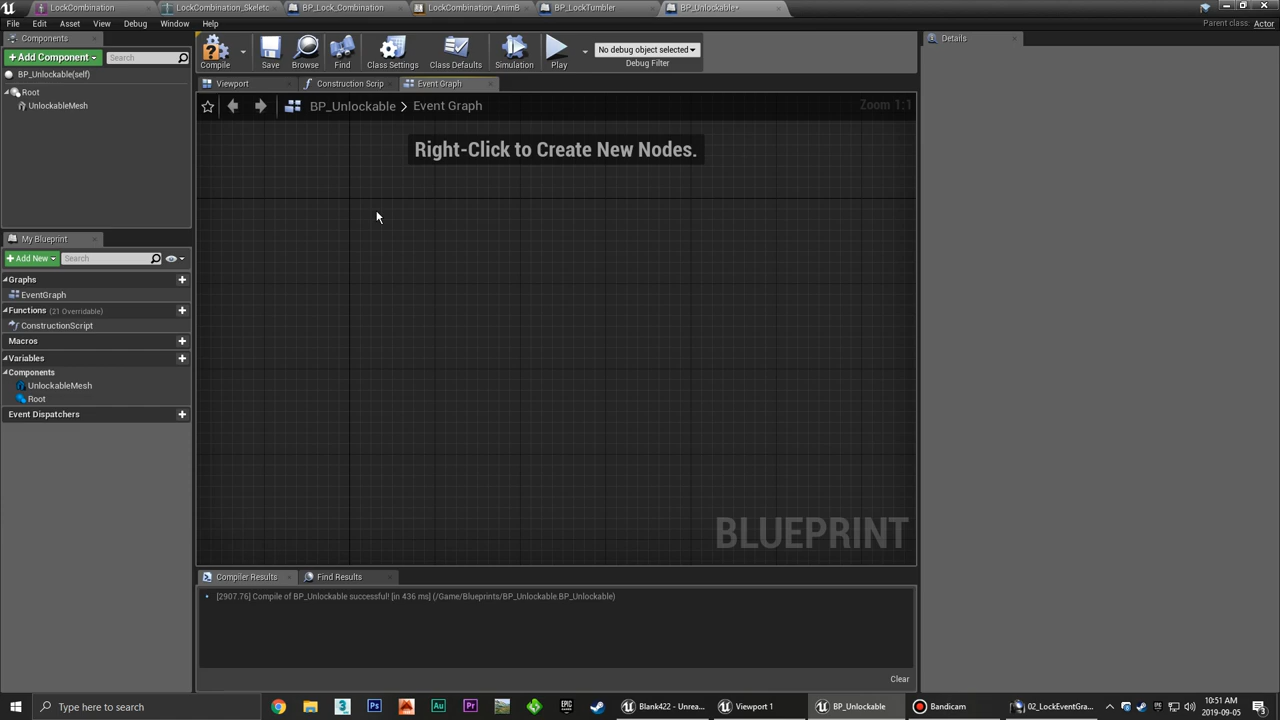 LockCombination
LockCombination_Skeletc
BP_Lock_Combination
LockCombination_AnimB
BP_LockTumbler
BP_Unlockable*
File Edit Asset View Debug Window Help
Parent class: Actor
Components
+Add Component
Search
BP_Unlockable(self)
Root
UnlockableMesh
Compile
Save
Browse
Find
Class Settings
Class Defaults
Simulation
Play
No debug object selected
Debug Filter
Details
Viewport
Construction Scrip
Event Graph
BP_Unlockable > Event Graph
Zoom 1:1
Right-Click to Create New Nodes.
My Blueprint
+Add New
Search
Graphs
EventGraph
Functions (21 Overridable)
ConstructionScript
Macros
Variables
Components
UnlockableMesh
Root
Event Dispatchers
BLUEPRINT
Compiler Results
Find Results
[2907.76] Compile of BP_Unlockable successful! [in 436 ms] (/Game/Blueprints/BP_Unlockable.BP_Unlockable)
Clear
Type here to search
Blank422 - Unrea...
Viewport 1
BP_Unlockable
Bandicam
02_LockEventGra...
10:51 AM
2019-09-05